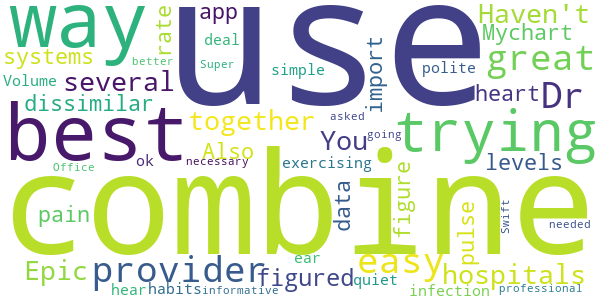 way use rate app Haven't
systems deal Mychart
better great
Volume several Super simple import polite
dissimilar heart Dr
best together asked trying
You going
Also
ok necessary exercising levels
Office
combine
pain data figure pulse Swift needed
Epic provider ear easy hospitals
figured quiet
hear habits informative infection professional